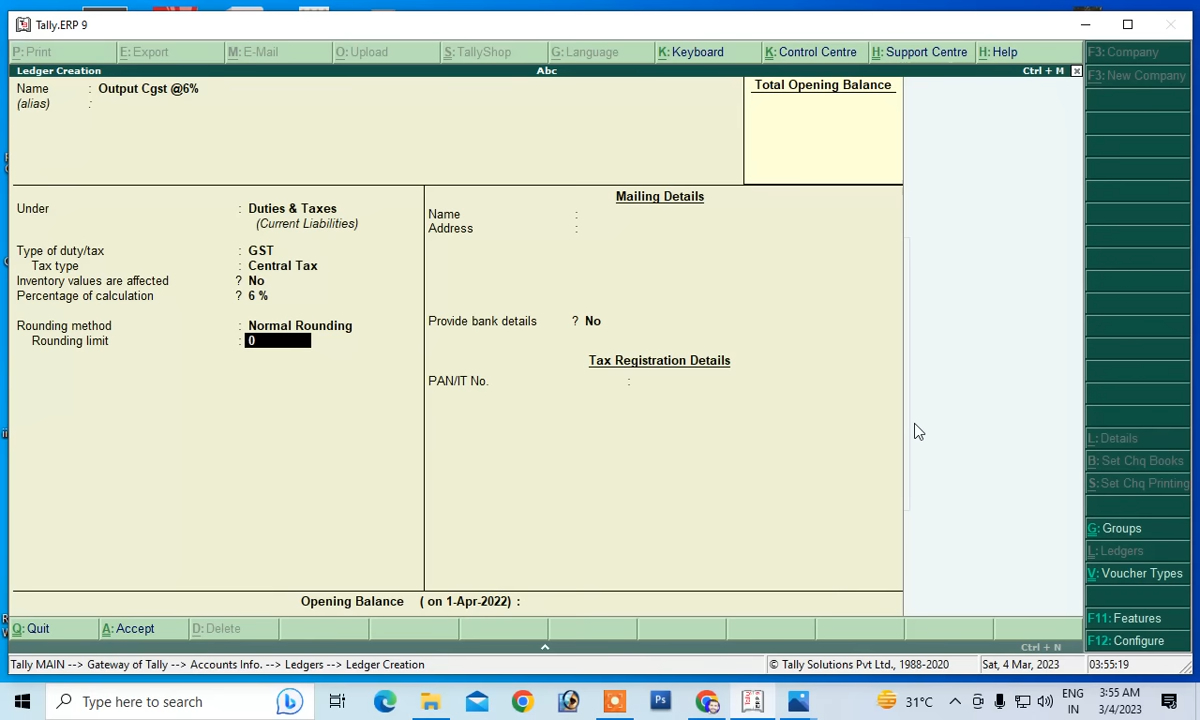 Tally.ERP 9
P: Print
E: Export
M: E-Mail
O: Upload
S: TallyShop
G: Language
K: Keyboard
K: Control Centre
H: Support Centre
H: Help
F3: Company
Ledger Creation
Abc
Ctrl + M
F3: New Company
Name : Output Cgst @6%
(alias) :
Total Opening Balance
Under : Duties & Taxes
(Current Liabilities)
Type of duty/tax : GST
Tax type : Central Tax
Inventory values are affected ? No
Percentage of calculation ? 6 %
Rounding method : Normal Rounding
Rounding limit : 0
Mailing Details
Name :
Address :
Provide bank details ? No
Tax Registration Details
PAN/IT No. :
L: Details
B: Set Chq Books
S: Set Chq Printing
G: Groups
L: Ledgers
V: Voucher Types
F11: Features
F12: Configure
Opening Balance ( on 1-Apr-2022) :
Q: Quit
A: Accept
D: Delete
Ctrl + N
Tally MAIN --> Gateway of Tally --> Accounts Info. --> Ledgers --> Ledger Creation
© Tally Solutions Pvt Ltd., 1988-2020
Sat, 4 Mar, 2023
03:55:19
Type here to search
Ps
31°C
ENG
IN
3:55 AM
3/4/2023